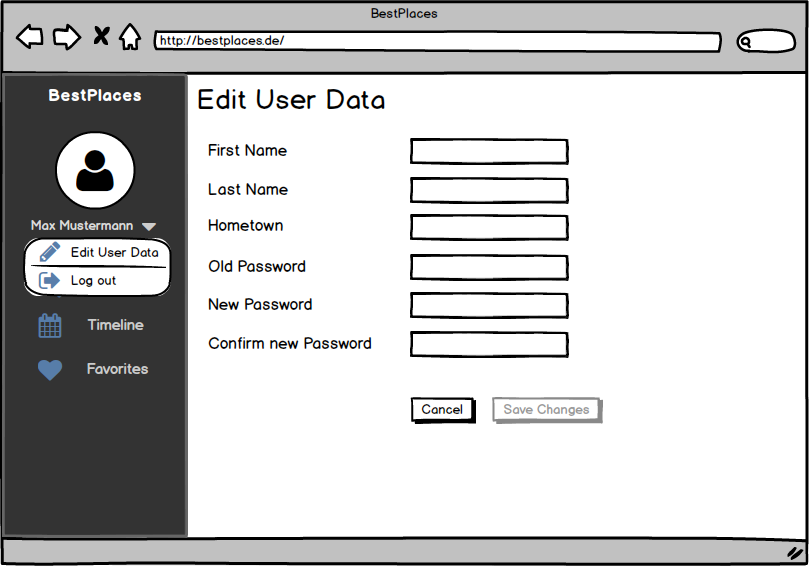 BestPlaces
http://bestplaces.de/
BestPlaces
Max Mustermann
Edit User Data
Log out
Timeline
Favorites
Edit User Data
First Name
Last Name
Hometown
Old Password
New Password
Confirm new Password
Cancel
Save Changes